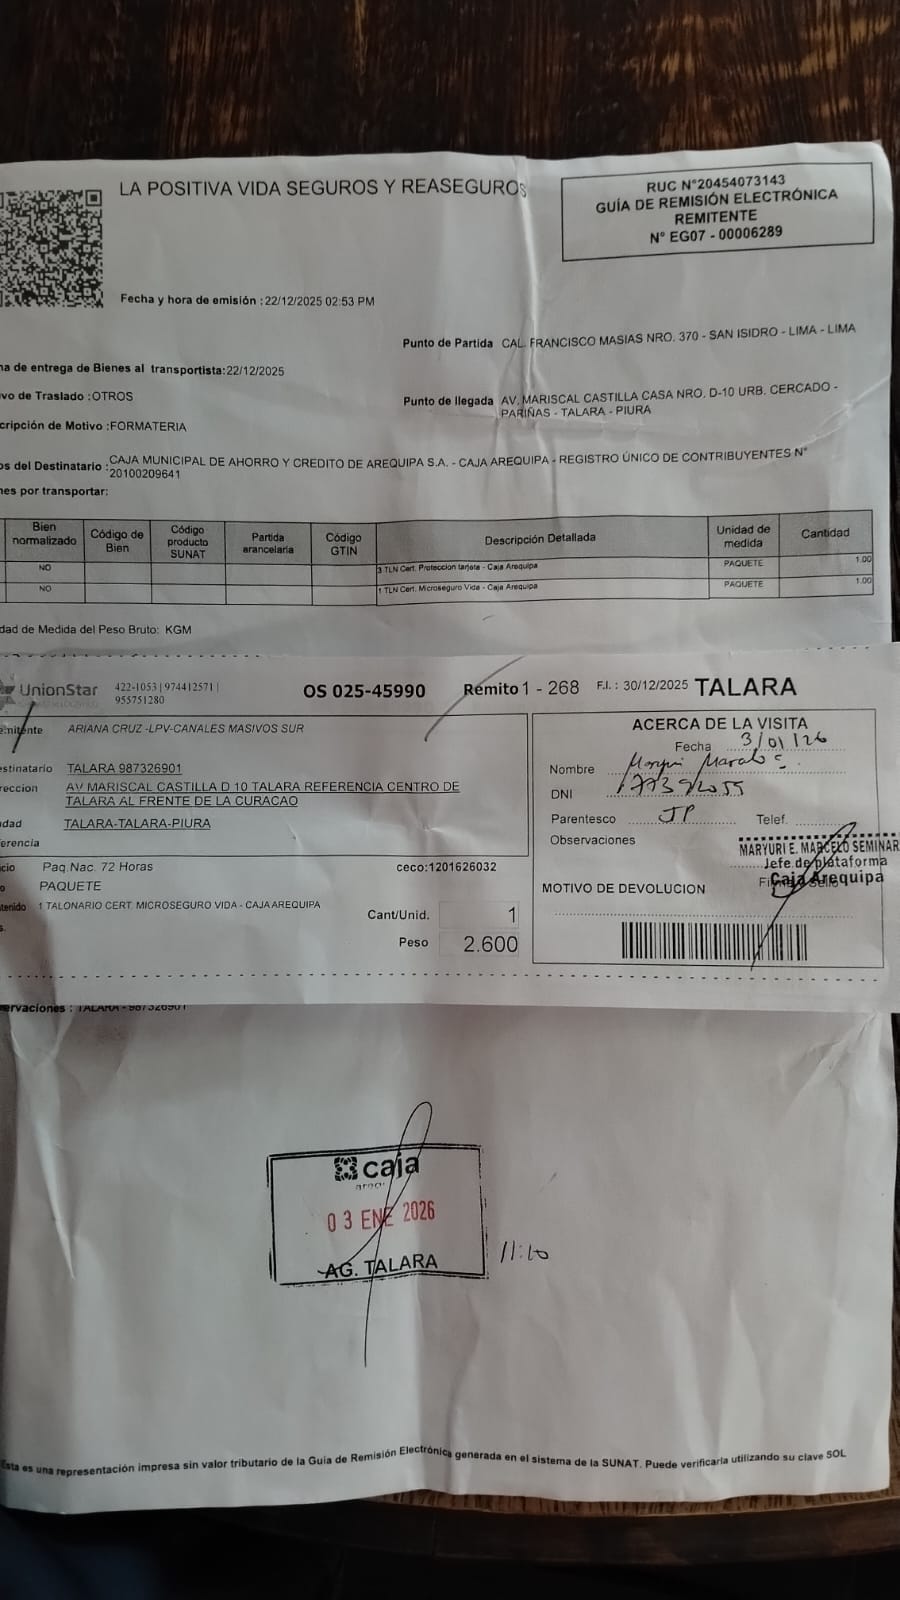 LA POSITIVA VIDA SEGUROS Y REASEGUROS
RUC N°20454073143
GUÍA DE REMISIÓN ELECTRÓNICA
REMITENTE
N° EG07 - 00006289
Fecha y hora de emisión :22/12/2025 02:53 PM
Punto de Partida CAL. FRANCISCO MASIAS NRO. 370 - SAN ISIDRO - LIMA - LIMA
ha de entrega de Bienes al transportista:22/12/2025
vo de Traslado :OTROS
Punto de llegada AV. MARISCAL CASTILLA CASA NRO. D-10 URB. CERCADO -
PARIÑAS - TALARA - PIURA
cripción de Motivo :FORMATERIA
os del Destinatario :CAJA MUNICIPAL DE AHORRO Y CREDITO DE AREQUIPA S.A. - CAJA AREQUIPA - REGISTRO ÚNICO DE CONTRIBUYENTES N°
20100209641
nes por transportar:
Bien normalizado Código de Bien Código producto SUNAT Partida arancelaria Código GTIN Descripción Detallada Unidad de medida Cantidad
NO 3 TLN Cert. Proteccion tarjeta - Caja Arequipa PAQUETE 1.00
NO 1 TLN Cert. Microseguro Vida - Caja Arequipa PAQUETE 1.00
dad de Medida del Peso Bruto: KGM
UnionStar 422-1053 | 974412571 |
955751280
OS 025-45990 Remito 1 - 268 F.I. : 30/12/2025 TALARA
emitente ARIANA CRUZ -LPV-CANALES MASIVOS SUR
estinatario TALARA 987326901
reccion AV MARISCAL CASTILLA D 10 TALARA REFERENCIA CENTRO DE
TALARA AL FRENTE DE LA CURACAO
dad TALARA-TALARA-PIURA
erencia
cio Paq.Nac. 72 Horas ceco:1201626032
o PAQUETE
tenido 1 TALONARIO CERT. MICROSEGURO VIDA - CAJA AREQUIPA
s.
Cant/Unid. 1
Peso 2.600
ACERCA DE LA VISITA
Fecha 3/01/26
Nombre
DNI
Parentesco JP Telef.
Observaciones
MARYURI E. MARCELO SEMINAR
Jefe de plataforma
Caja Arequipa
MOTIVO DE DEVOLUCION
ervaciones : TALARA - 987326901
caja
03 ENE 2026
AG. TALARA
11:10
Esta es una representación impresa sin valor tributario de la Guía de Remisión Electrónica generada en el sistema de la SUNAT. Puede verificarla utilizando su clave SOL